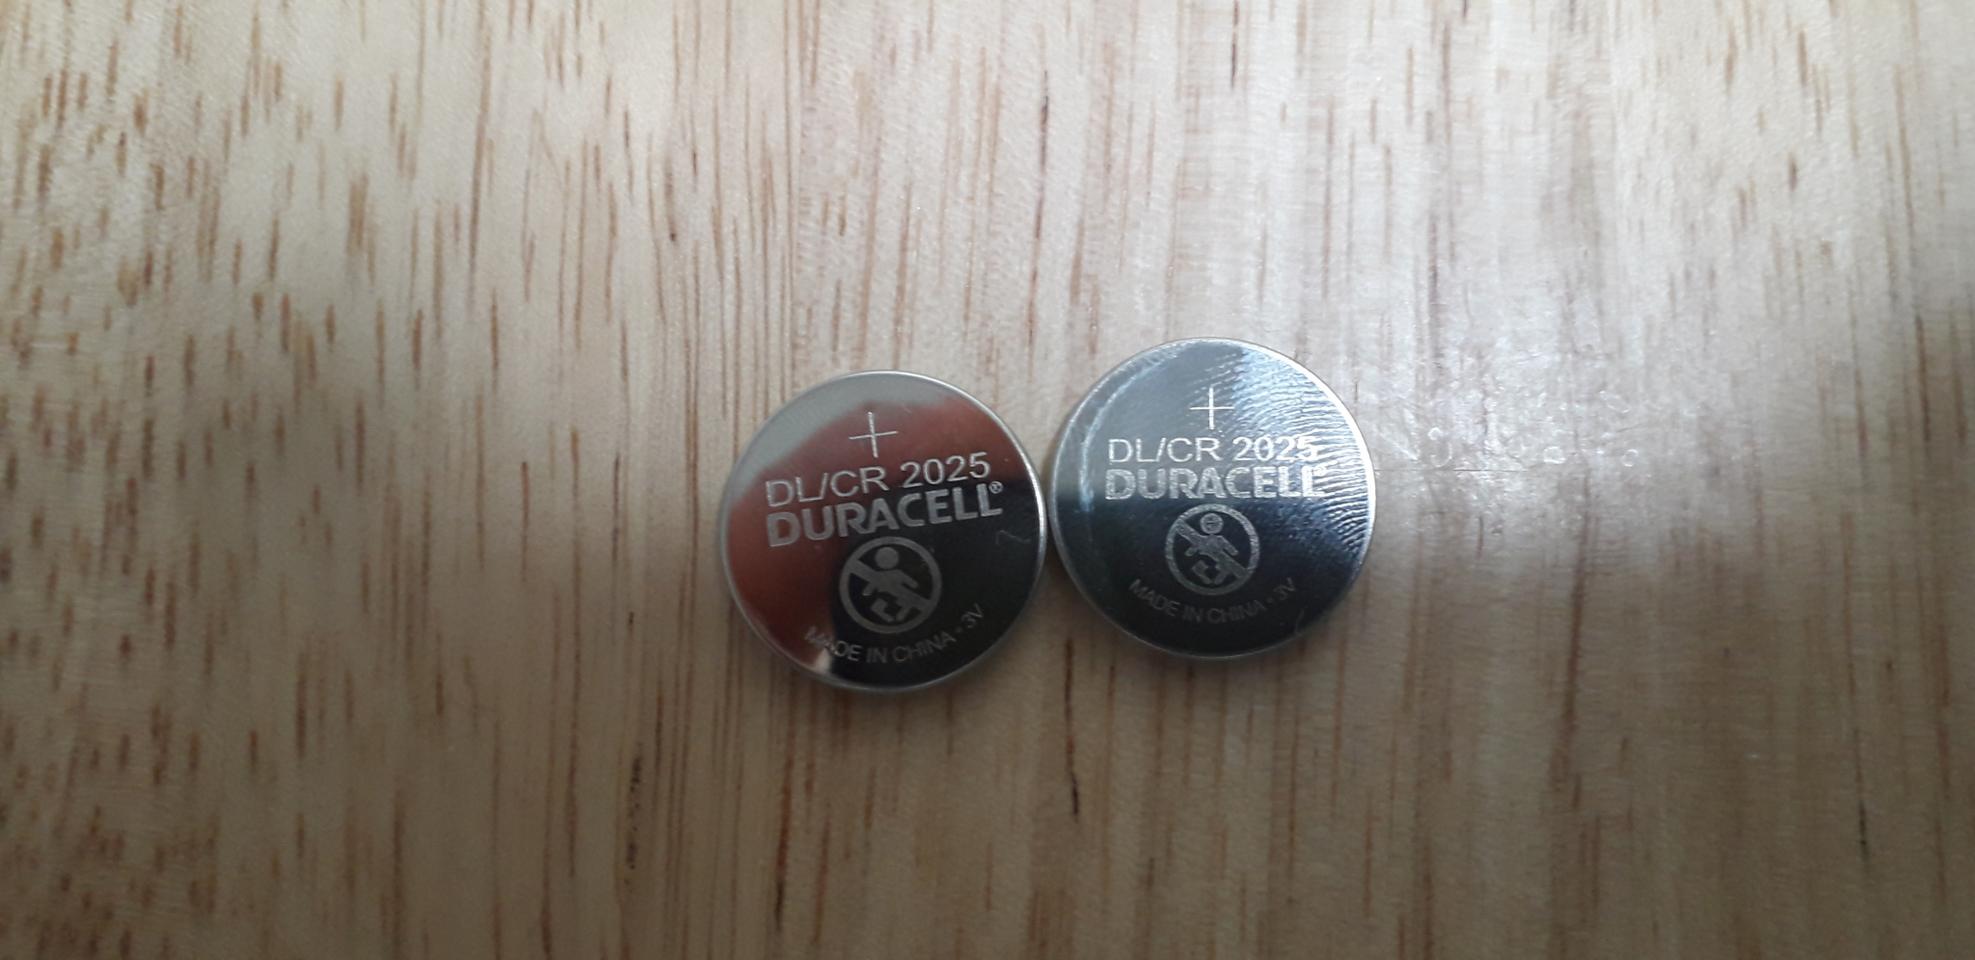 +
DL/CR 2025
DURACELL®
MADE IN CHINA • 3V
+
DL/CR 2025
DURACELL®
MADE IN CHINA • 3V